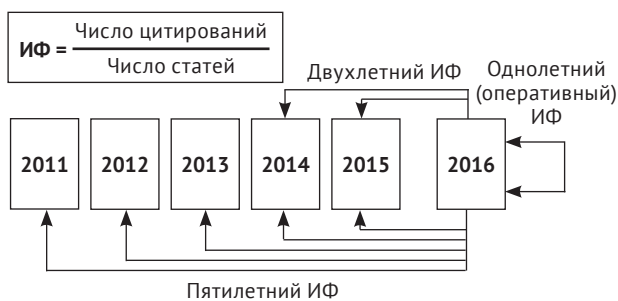 ИФ = Число цитирований
Число статей
Двухлетний ИФ
Однолетний
(оперативный)
ИФ
2011 2012 2013 2014 2015 2016
Пятилетний ИФ